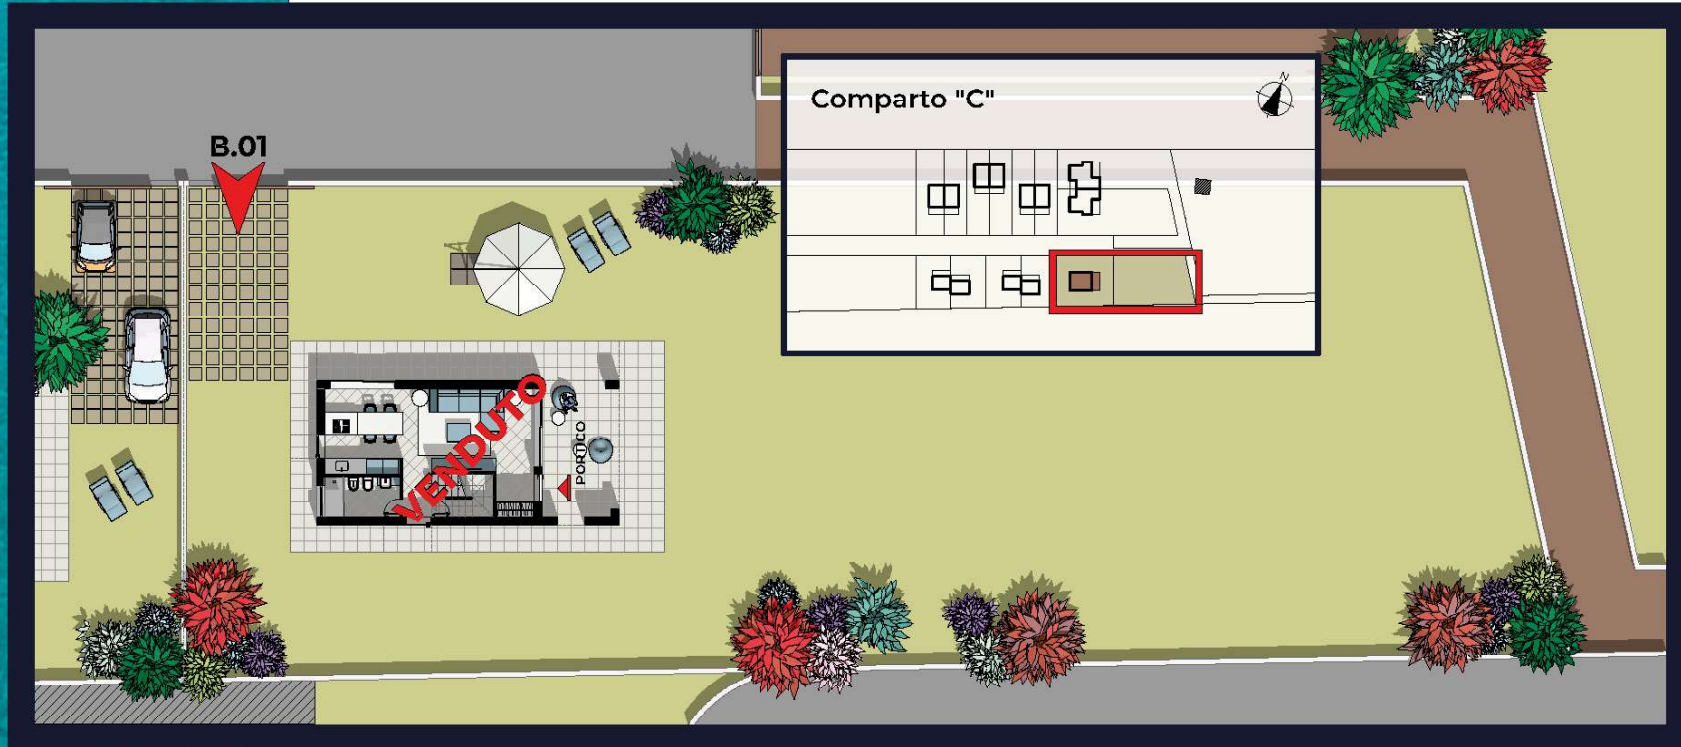 Comparto "C"
N
B.01
VENDUTO
PORTICO